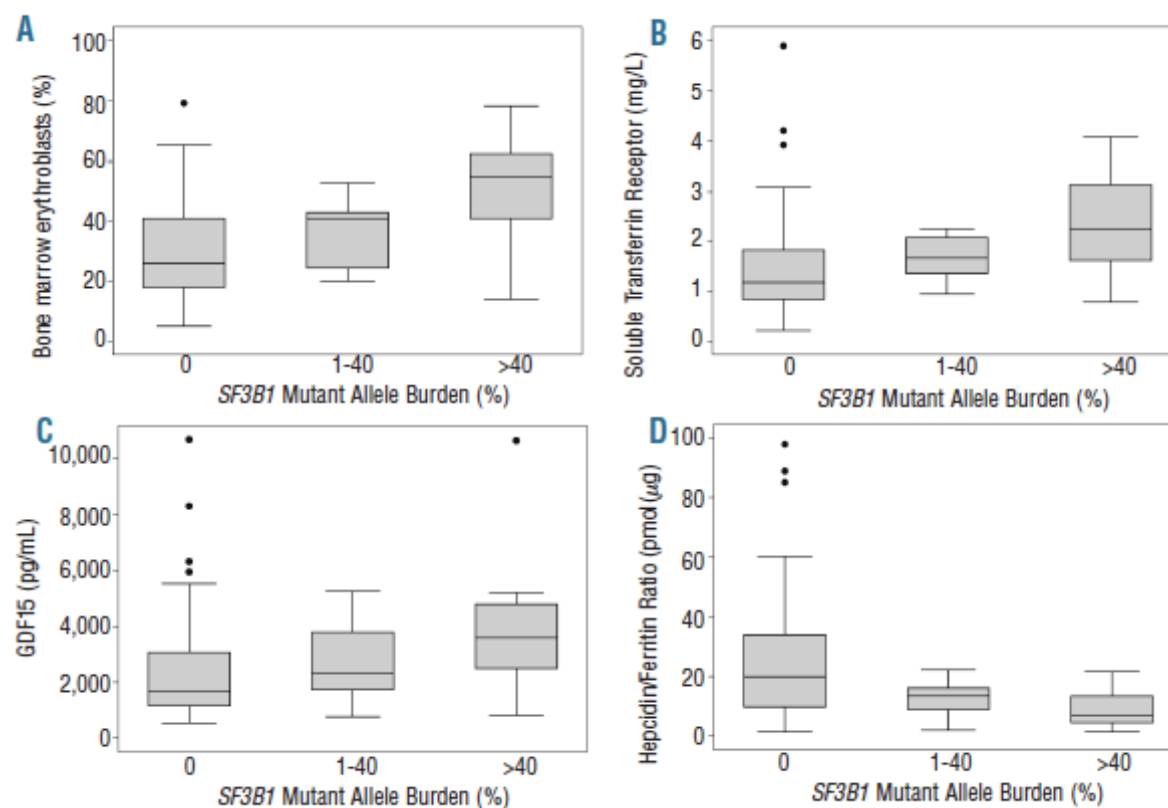 A
Bone marrow erythroblasts (%)
100
80
60
40
20
0
0 1-40 >40
SF3B1 Mutant Allele Burden (%)
B
Soluble Transferrin Receptor (mg/L)
6
5
4
3
2
1
0
0 1-40 >40
SF3B1 Mutant Allele Burden (%)
C
GDF15 (pg/mL)
10,000
8,000
6,000
4,000
2,000
0
0 1-40 >40
SF3B1 Mutant Allele Burden (%)
D
Hepcidin/Ferritin Ratio (pmol(μg)
100
80
60
40
20
0
0 1-40 >40
SF3B1 Mutant Allele Burden (%)